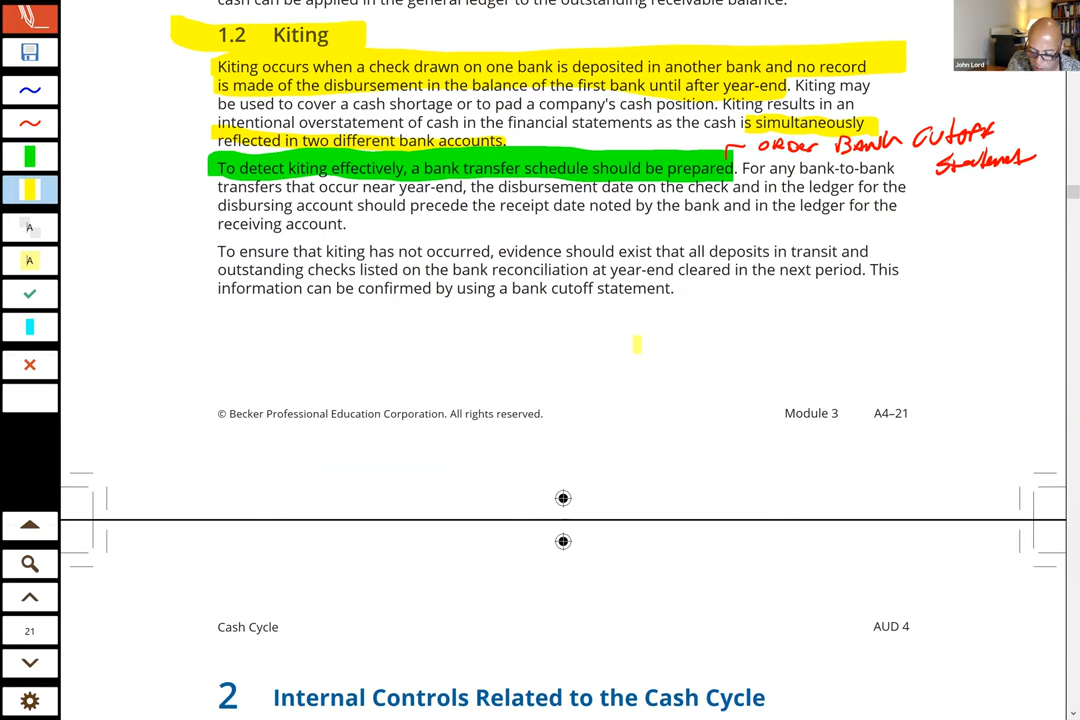 cash can be applied in the general ledger to the outstanding receivable balance.
1.2 Kiting
Kiting occurs when a check drawn on one bank is deposited in another bank and no record
is made of the disbursement in the balance of the first bank until after year-end. Kiting may
be used to cover a cash shortage or to pad a company's cash position. Kiting results in an
intentional overstatement of cash in the financial statements as the cash is simultaneously
reflected in two different bank accounts.
ORDER BANK CUTOFF
Statement
To detect kiting effectively, a bank transfer schedule should be prepared. For any bank-to-bank
transfers that occur near year-end, the disbursement date on the check and in the ledger for the
disbursing account should precede the receipt date noted by the bank and in the ledger for the
receiving account.
To ensure that kiting has not occurred, evidence should exist that all deposits in transit and
outstanding checks listed on the bank reconciliation at year-end cleared in the next period. This
information can be confirmed by using a bank cutoff statement.
© Becker Professional Education Corporation. All rights reserved. Module 3 A4–21
Cash Cycle AUD 4
2 Internal Controls Related to the Cash Cycle
John Lord
A
A
21